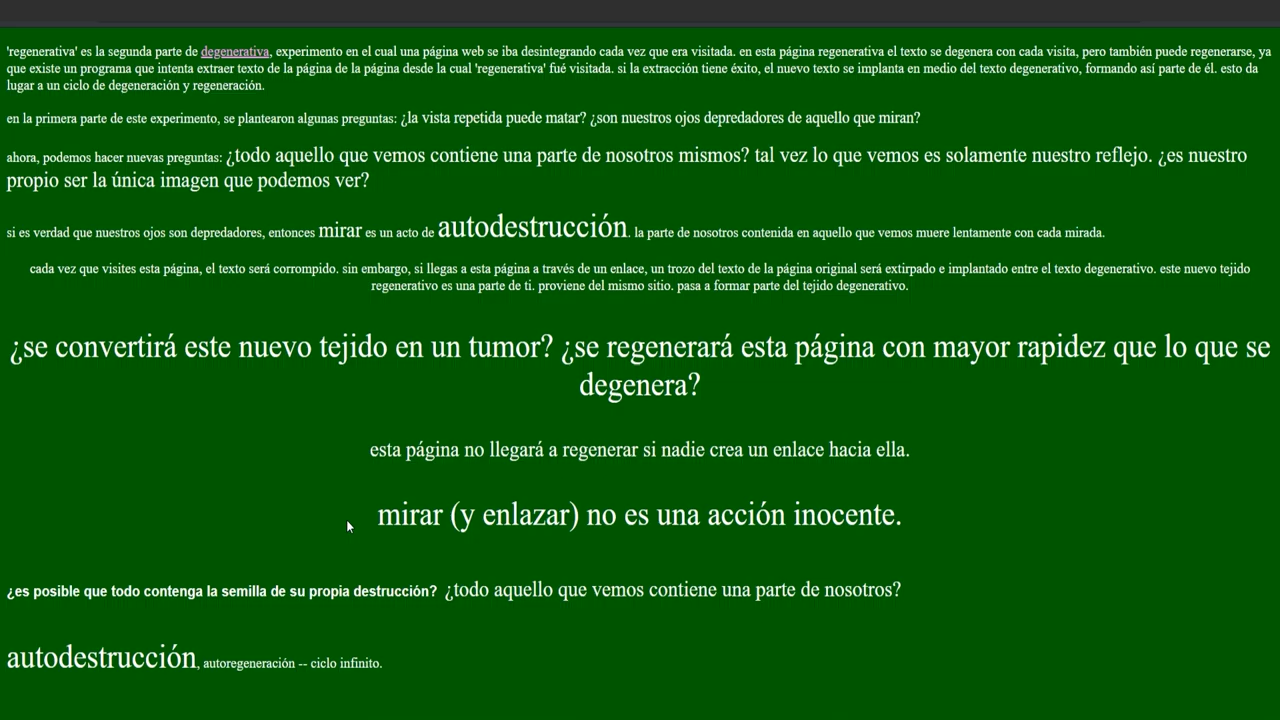 'regenerativa' es la segunda parte de degenerativa, experimento en el cual una página web se iba desintegrando cada vez que era visitada. en esta página regenerativa el texto se degenera con cada visita, pero también puede regenerarse, ya
que existe un programa que intenta extraer texto de la página de la página desde la cual 'regenerativa' fué visitada. si la extracción tiene éxito, el nuevo texto se implanta en medio del texto degenerativo, formando así parte de él. esto da
lugar a un ciclo de degeneración y regeneración.
en la primera parte de este experimento, se plantearon algunas preguntas: ¿la vista repetida puede matar? ¿son nuestros ojos depredadores de aquello que miran?
ahora, podemos hacer nuevas preguntas: ¿todo aquello que vemos contiene una parte de nosotros mismos? tal vez lo que vemos es solamente nuestro reflejo. ¿es nuestro
propio ser la única imagen que podemos ver?
si es verdad que nuestros ojos son depredadores, entonces mirar es un acto de autodestrucción. la parte de nosotros contenida en aquello que vemos muere lentamente con cada mirada.
cada vez que visites esta página, el texto será corrompido. sin embargo, si llegas a esta página a través de un enlace, un trozo del texto de la página original será extirpado e implantado entre el texto degenerativo. este nuevo tejido
regenerativo es una parte de ti. proviene del mismo sitio. pasa a formar parte del tejido degenerativo.
¿se convertirá este nuevo tejido en un tumor? ¿se regenerará esta página con mayor rapidez que lo que se
degenera?
esta página no llegará a regenerar si nadie crea un enlace hacia ella.
mirar (y enlazar) no es una acción inocente.
¿es posible que todo contenga la semilla de su propia destrucción? ¿todo aquello que vemos contiene una parte de nosotros?
autodestrucción, autoregeneración -- ciclo infinito.